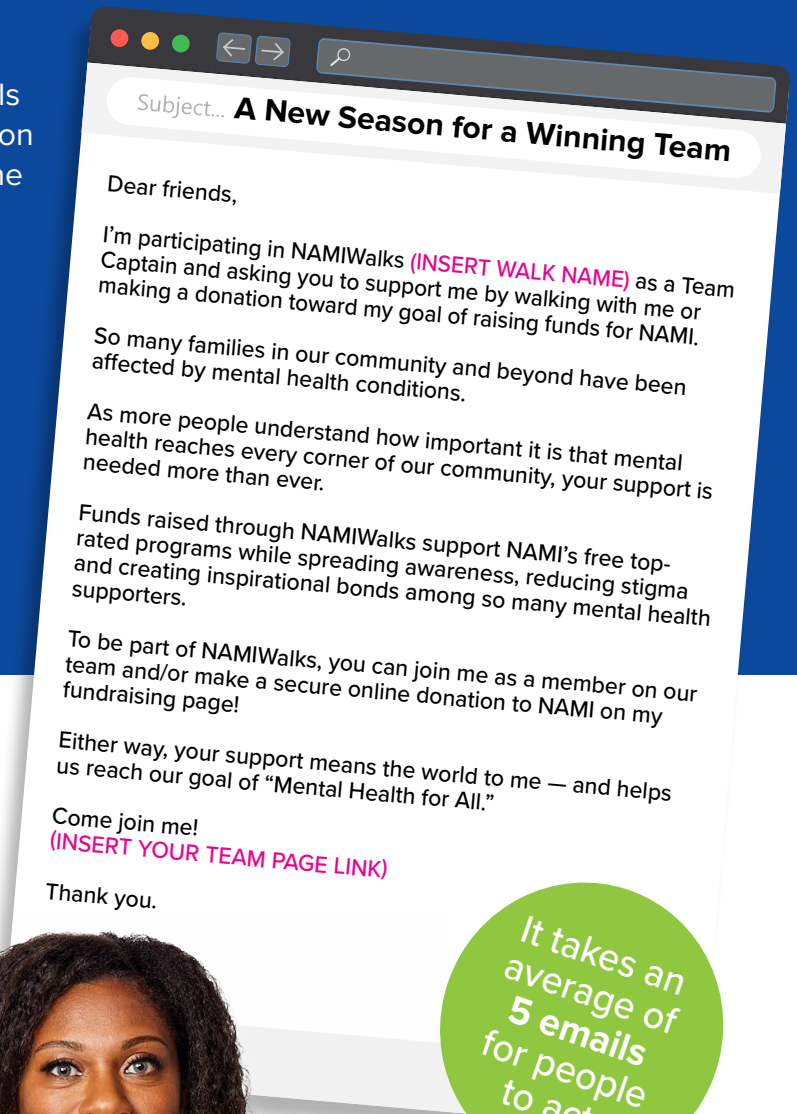 ls
on
ne
Subject... A New Season for a Winning Team
Dear friends,
I'm participating in NAMIWalks (INSERT WALK NAME) as a Team
Captain and asking you to support me by walking with me or
making a donation toward my goal of raising funds for NAMI.
So many families in our community and beyond have been
affected by mental health conditions.
As more people understand how important it is that mental
health reaches every corner of our community, your support is
needed more than ever.
Funds raised through NAMIWalks support NAMI's free top-
rated programs while spreading awareness, reducing stigma
and creating inspirational bonds among so many mental health
supporters.
To be part of NAMIWalks, you can join me as a member on our
team and/or make a secure online donation to NAMI on my
fundraising page!
Either way, your support means the world to me — and helps
us reach our goal of “Mental Health for All.”
Come join me!
(INSERT YOUR TEAM PAGE LINK)
Thank you.
It takes an
average of
5 emails
for people
to act